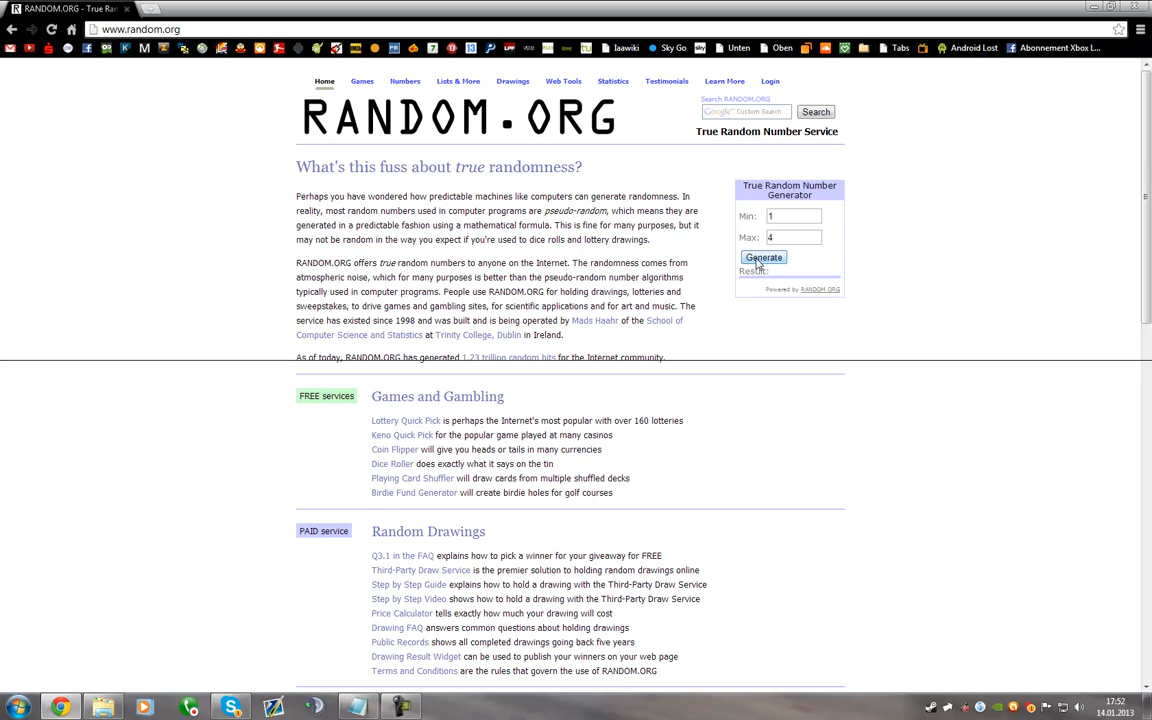 RANDOM.ORG - True Ran
www.random.org
Iaawiki
Sky Go
Unten
Oben
Tabs
Android Lost
Abonnement Xbox L...
Home Games Numbers Lists & More Drawings Web Tools Statistics Testimonials Learn More Login
RANDOM.ORG
Search RANDOM.ORG
Google™ Custom Search
Search
True Random Number Service
What's this fuss about true randomness?
Perhaps you have wondered how predictable machines like computers can generate randomness. In
reality, most random numbers used in computer programs are pseudo-random, which means they are
generated in a predictable fashion using a mathematical formula. This is fine for many purposes, but it
may not be random in the way you expect if you're used to dice rolls and lottery drawings.
RANDOM.ORG offers true random numbers to anyone on the Internet. The randomness comes from
atmospheric noise, which for many purposes is better than the pseudo-random number algorithms
typically used in computer programs. People use RANDOM.ORG for holding drawings, lotteries and
sweepstakes, to drive games and gambling sites, for scientific applications and for art and music. The
service has existed since 1998 and was built and is being operated by Mads Haahr of the School of
Computer Science and Statistics at Trinity College, Dublin in Ireland.
As of today, RANDOM.ORG has generated 1.23 trillion random bits for the Internet community.
True Random Number
Generator
Min: 1
Max: 4
Generate
Result:
Powered by RANDOM.ORG
FREE services
Games and Gambling
Lottery Quick Pick is perhaps the Internet's most popular with over 160 lotteries
Keno Quick Pick for the popular game played at many casinos
Coin Flipper will give you heads or tails in many currencies
Dice Roller does exactly what it says on the tin
Playing Card Shuffler will draw cards from multiple shuffled decks
Birdie Fund Generator will create birdie holes for golf courses
PAID service
Random Drawings
Q3.1 in the FAQ explains how to pick a winner for your giveaway for FREE
Third-Party Draw Service is the premier solution to holding random drawings online
Step by Step Guide explains how to hold a drawing with the Third-Party Draw Service
Step by Step Video shows how to hold a drawing with the Third-Party Draw Service
Price Calculator tells exactly how much your drawing will cost
Drawing FAQ answers common questions about holding drawings
Public Records shows all completed drawings going back five years
Drawing Result Widget can be used to publish your winners on your web page
Terms and Conditions are the rules that govern the use of RANDOM.ORG
17:52
14.01.2013